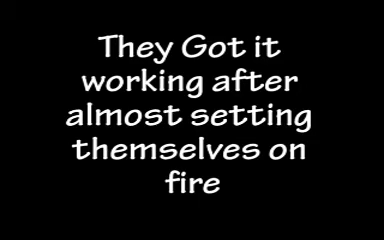 They Got it
working after
almost setting
themselves on
fire